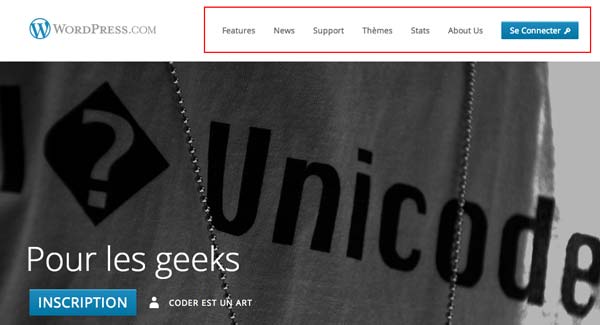 WORDPRESS.COM
Features News Support Thèmes Stats About Us Se Connecter
I � Unicode
Pour les geeks
INSCRIPTION CODER EST UN ART